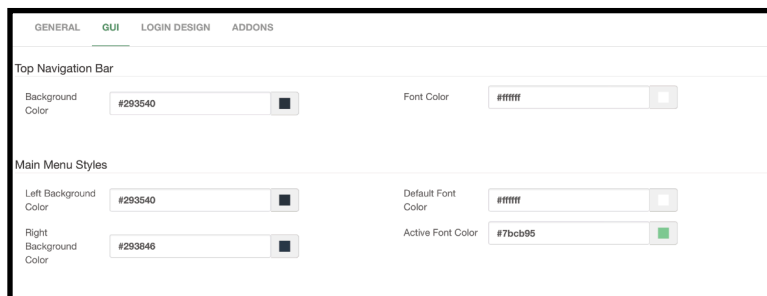 GENERAL GUI LOGIN DESIGN ADDONS
Top Navigation Bar
Background
Color
#293540
Font Color
#ffffff
Main Menu Styles
Left Background
Color
#293540
Default Font
Color
#ffffff
Right
Background
Color
#293846
Active Font Color
#7bcb95